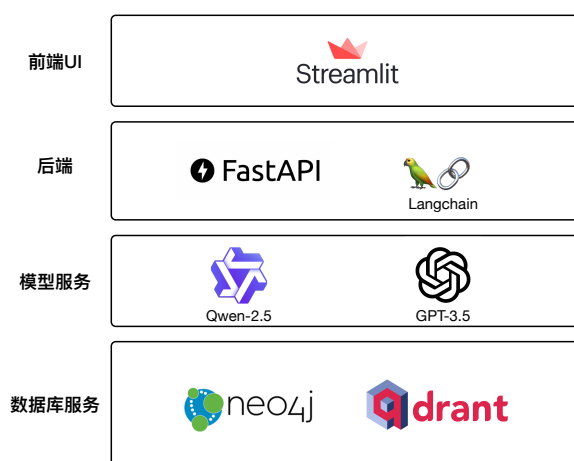 前端UI
Streamlit
后端
FastAPI
Langchain
模型服务
Qwen-2.5
GPT-3.5
数据库服务
neo4j
qdrant